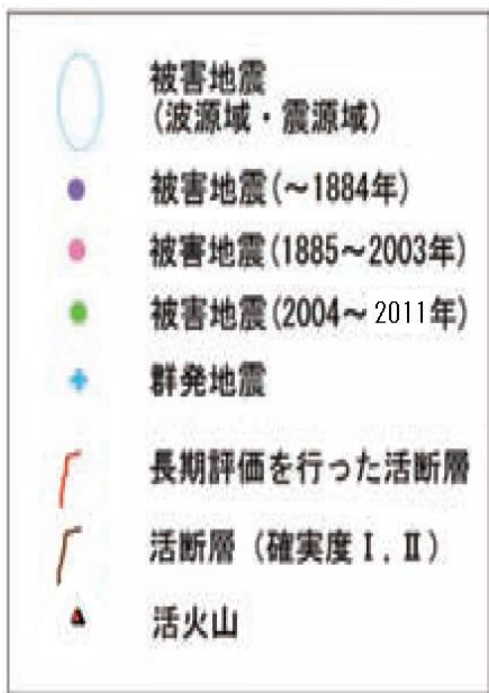 被害地震
(波源域・震源域)
被害地震(~1884年)
被害地震(1885~2003年)
被害地震(2004~2011年)
群発地震
長期評価を行った活断層
活断層（確実度Ⅰ.Ⅱ）
活火山